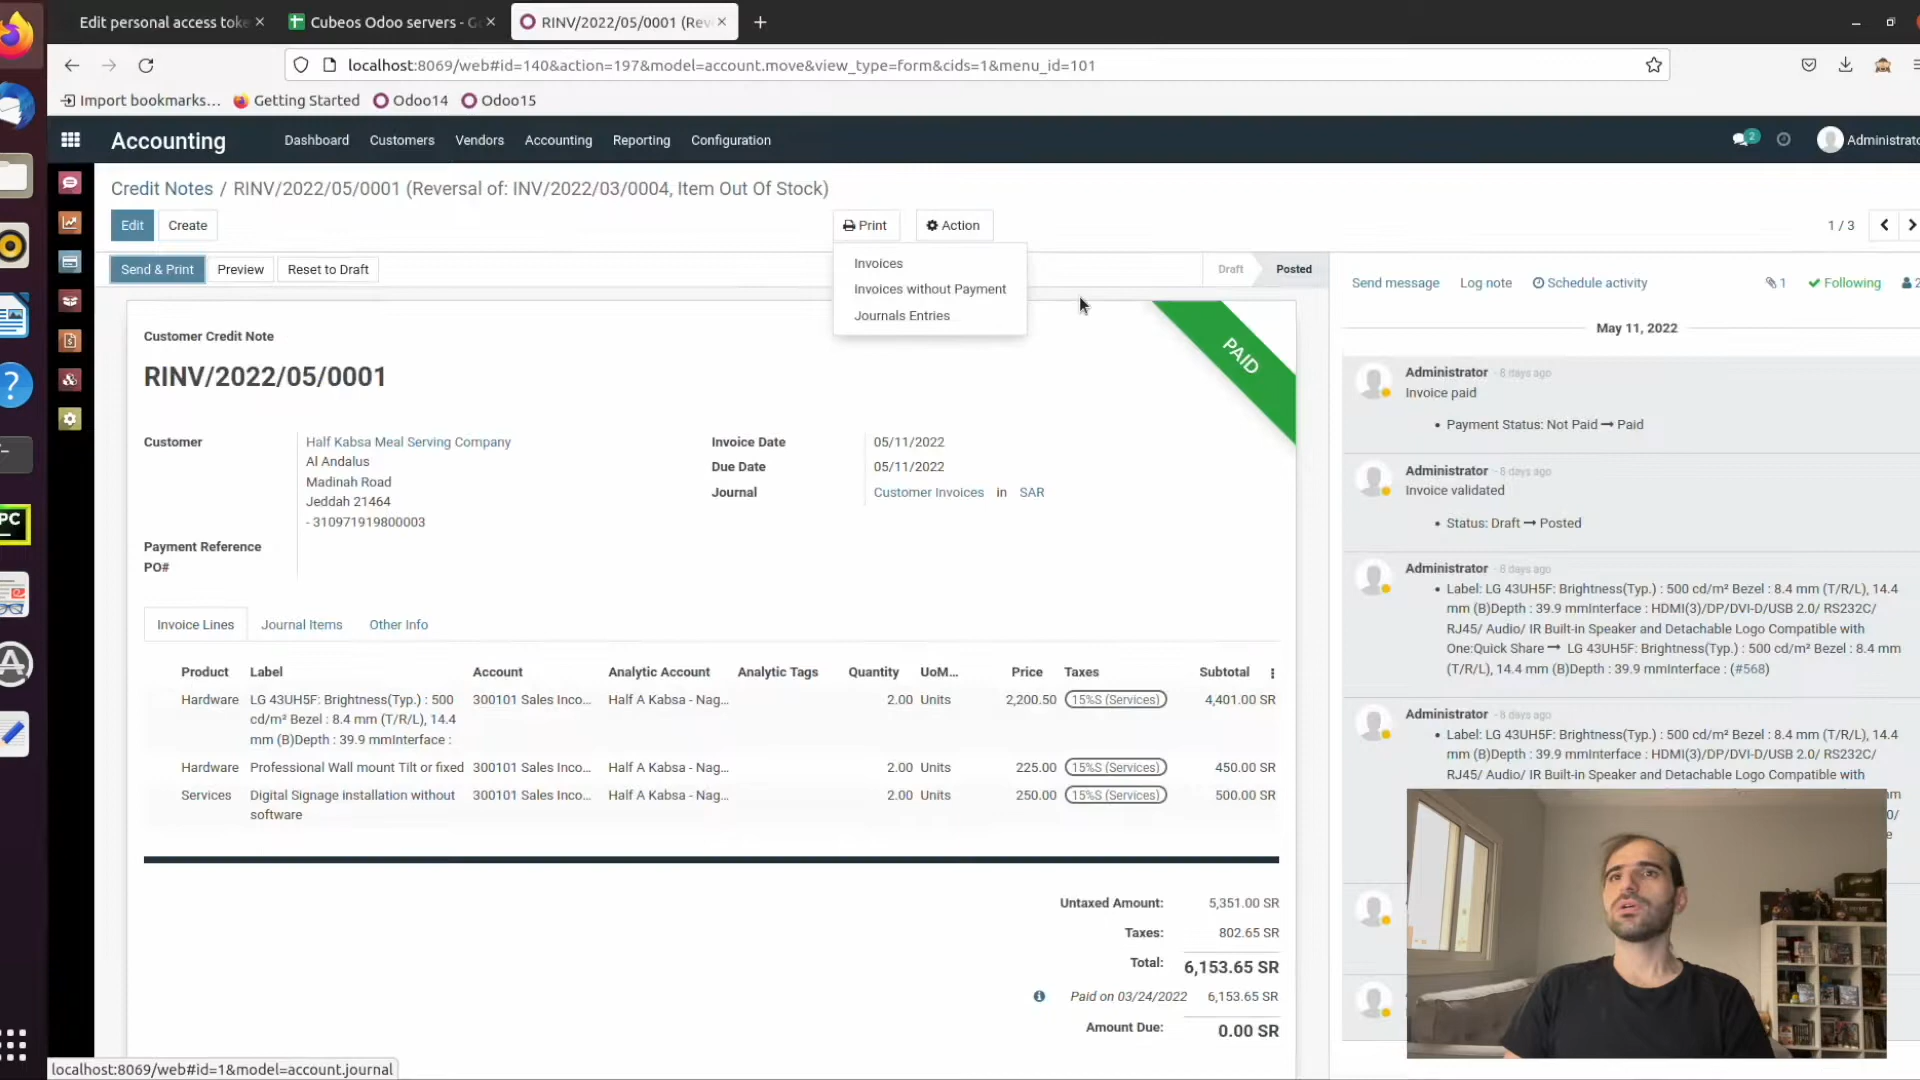 Edit personal access toke
Cubeos Odoo servers - G
RINV/2022/05/0001 (Rev
localhost:8069/web#id=140&action=197&model=account.move&view_type=form&cids=1&menu_id=101
Import bookmarks...
Getting Started
Odoo14
Odoo15
Accounting
Dashboard
Customers
Vendors
Accounting
Reporting
Configuration
2
Administrato
Credit Notes / RINV/2022/05/0001 (Reversal of: INV/2022/03/0004, Item Out Of Stock)
Edit
Create
Print
Action
1 / 3
Send & Print
Preview
Reset to Draft
Invoices
Invoices without Payment
Journals Entries
Draft
Posted
Send message
Log note
Schedule activity
1
Following
2
May 11, 2022
Customer Credit Note
RINV/2022/05/0001
PAID
Customer
Half Kabsa Meal Serving Company
Al Andalus
Madinah Road
Jeddah 21464
- 310971919800003
Payment Reference
PO#
Invoice Date 05/11/2022
Due Date 05/11/2022
Journal Customer Invoices in SAR
Invoice Lines
Journal Items
Other Info
Product Label Account Analytic Account Analytic Tags Quantity UoM... Price Taxes Subtotal
Hardware LG 43UH5F: Brightness(Typ.) : 500 300101 Sales Inco... Half A Kabsa - Nag... 2.00 Units 2,200.50 15%S (Services) 4,401.00 SR
cd/m² Bezel : 8.4 mm (T/R/L), 14.4
mm (B)Depth : 39.9 mmInterface :
Hardware Professional Wall mount Tilt or fixed 300101 Sales Inco... Half A Kabsa - Nag... 2.00 Units 225.00 15%S (Services) 450.00 SR
Services Digital Signage installation without 300101 Sales Inco... Half A Kabsa - Nag... 2.00 Units 250.00 15%S (Services) 500.00 SR
software
Untaxed Amount: 5,351.00 SR
Taxes: 802.65 SR
Total: 6,153.65 SR
Paid on 03/24/2022 6,153.65 SR
Amount Due: 0.00 SR
Administrator - 8 days ago
Invoice paid
• Payment Status: Not Paid → Paid
Administrator - 8 days ago
Invoice validated
• Status: Draft → Posted
Administrator - 8 days ago
• Label: LG 43UH5F: Brightness(Typ.) : 500 cd/m² Bezel : 8.4 mm (T/R/L), 14.4
mm (B)Depth : 39.9 mmInterface : HDMI(3)/DP/DVI-D/USB 2.0/ RS232C/
RJ45/ Audio/ IR Built-in Speaker and Detachable Logo Compatible with
One:Quick Share → LG 43UH5F: Brightness(Typ.) : 500 cd/m² Bezel : 8.4 mm
(T/R/L), 14.4 mm (B)Depth : 39.9 mmInterface : (#568)
Administrator - 8 days ago
• Label: LG 43UH5F: Brightness(Typ.) : 500 cd/m² Bezel : 8.4 mm (T/R/L), 14.4
mm (B)Depth : 39.9 mmInterface : HDMI(3)/DP/DVI-D/USB 2.0/ RS232C/
RJ45/ Audio/ IR Built-in Speaker and Detachable Logo Compatible with
PC
localhost:8069/web#id=1&model=account.journal